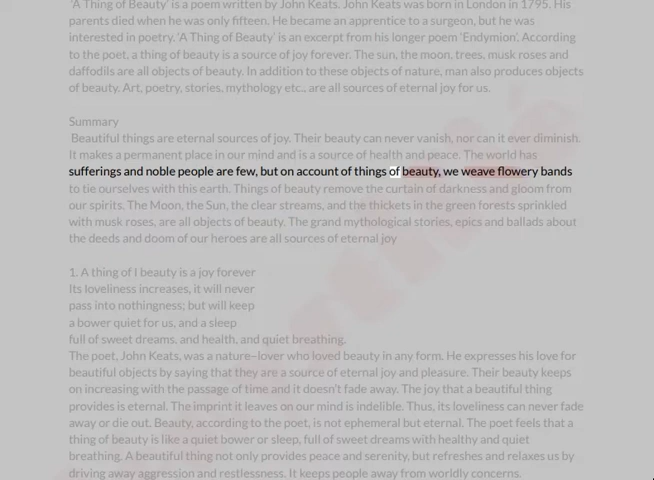 'A Thing of Beauty' is a poem written by John Keats. John Keats was born in London in 1795. His
parents died when he was only fifteen. He became an apprentice to a surgeon, but he was
interested in poetry. 'A Thing of Beauty' is an excerpt from his longer poem 'Endymion'. According
to the poet, a thing of beauty is a source of joy forever. The sun, the moon, trees, musk roses and
daffodils are all objects of beauty. In addition to these objects of nature, man also produces objects
of beauty. Art, poetry, stories, mythology etc., are all sources of eternal joy for us.
Summary
Beautiful things are eternal sources of joy. Their beauty can never vanish, nor can it ever diminish.
It makes a permanent place in our mind and is a source of health and peace. The world has
sufferings and noble people are few, but on account of things of beauty, we weave flowery bands
to tie ourselves with this earth. Things of beauty remove the curtain of darkness and gloom from
our spirits. The Moon, the Sun, the clear streams, and the thickets in the green forests sprinkled
with musk roses, are all objects of beauty. The grand mythological stories, epics and ballads about
the deeds and doom of our heroes are all sources of eternal joy
1. A thing of I beauty is a joy forever
Its loveliness increases, it will never
pass into nothingness; but will keep
a bower quiet for us, and a sleep
full of sweet dreams, and health, and quiet breathing.
The poet, John Keats, was a nature-lover who loved beauty in any form. He expresses his love for
beautiful objects by saying that they are a source of eternal joy and pleasure. Their beauty keeps
on increasing with the passage of time and it doesn't fade away. The joy that a beautiful thing
provides is eternal. The imprint it leaves on our mind is indelible. Thus, its loveliness can never fade
away or die out. Beauty, according to the poet, is not ephemeral but eternal. The poet feels that a
thing of beauty is like a quiet bower or sleep, full of sweet dreams with healthy and quiet
breathing. A beautiful thing not only provides peace and serenity, but refreshes and relaxes us by
driving away aggression and restlessness. It keeps people away from worldly concerns.